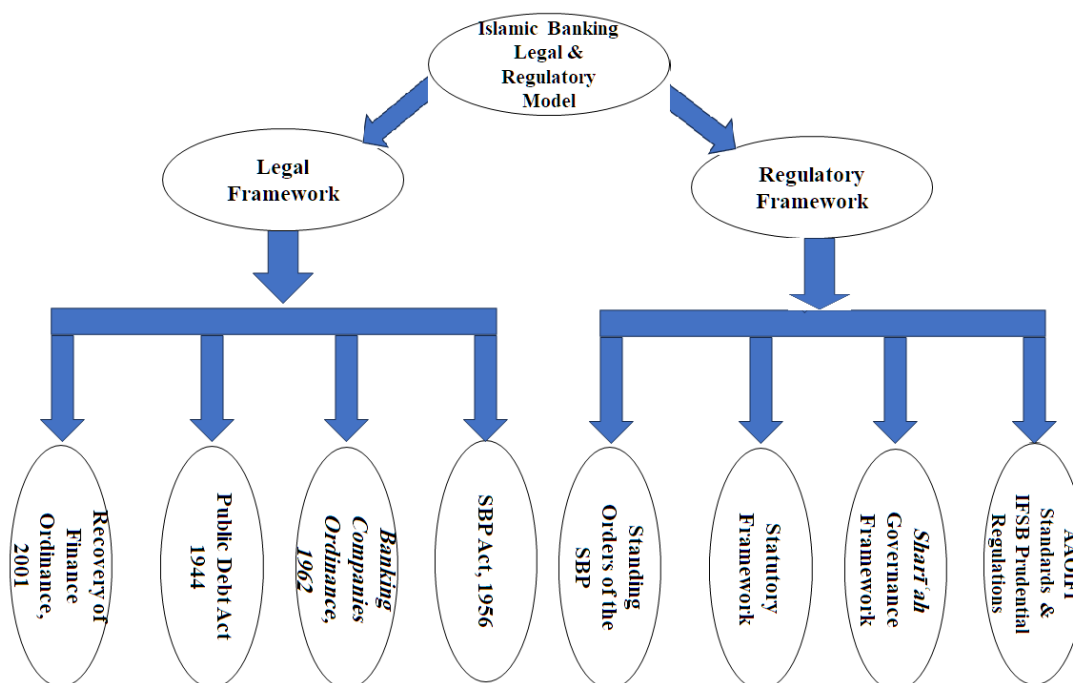 Islamic Banking
Legal &
Regulatory
Model
Legal
Framework
Regulatory
Framework
Recovery of
Finance
Ordinance,
2001
Public Debt Act
1944
Banking
Companies
Ordinance,
1962
SBP Act, 1956
Standing
Orders of the
SBP
Statutory
Framework
Sharī‘ah
Governance
Framework
Standards &
IFSB Prudential
Regulations